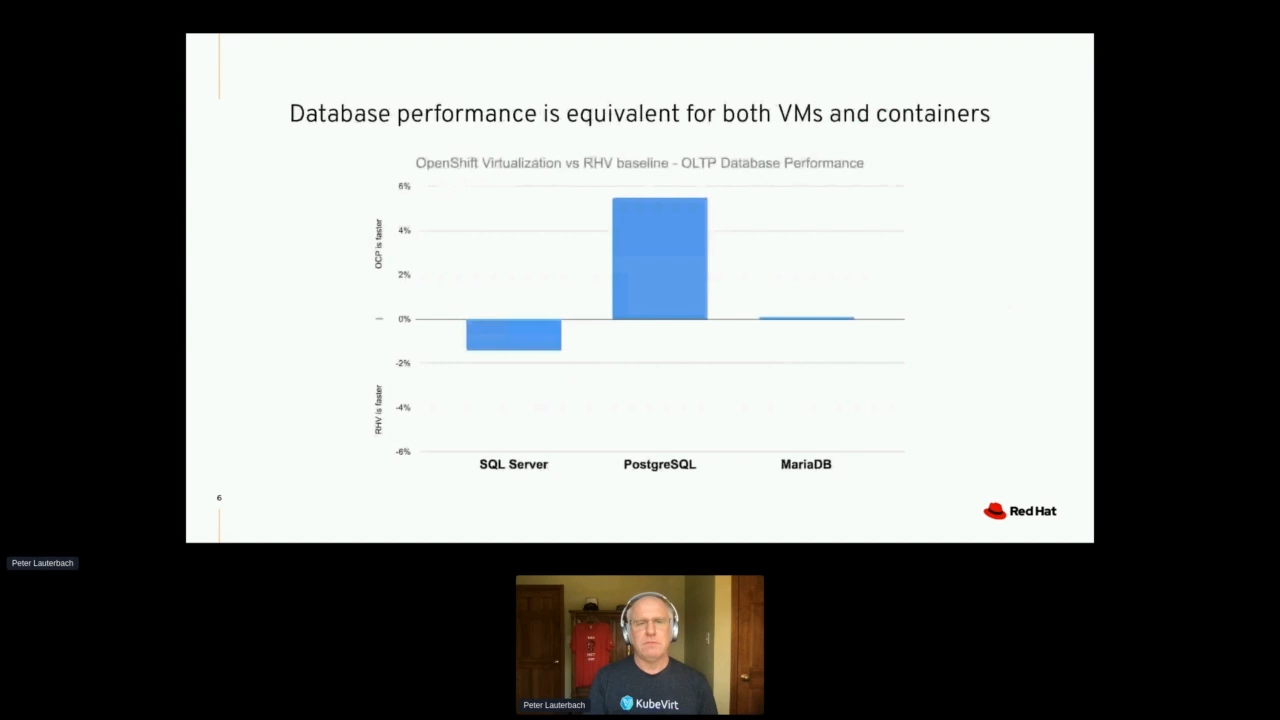 Database performance is equivalent for both VMs and containers
OpenShift Virtualization vs RHV baseline - OLTP Database Performance
6%
4%
2%
0%
-2%
-4%
-6%
OCP is faster
|
RHV is faster
SQL Server
PostgreSQL
MariaDB
6
Red Hat
Peter Lauterbach
Peter Lauterbach
KubeVirt